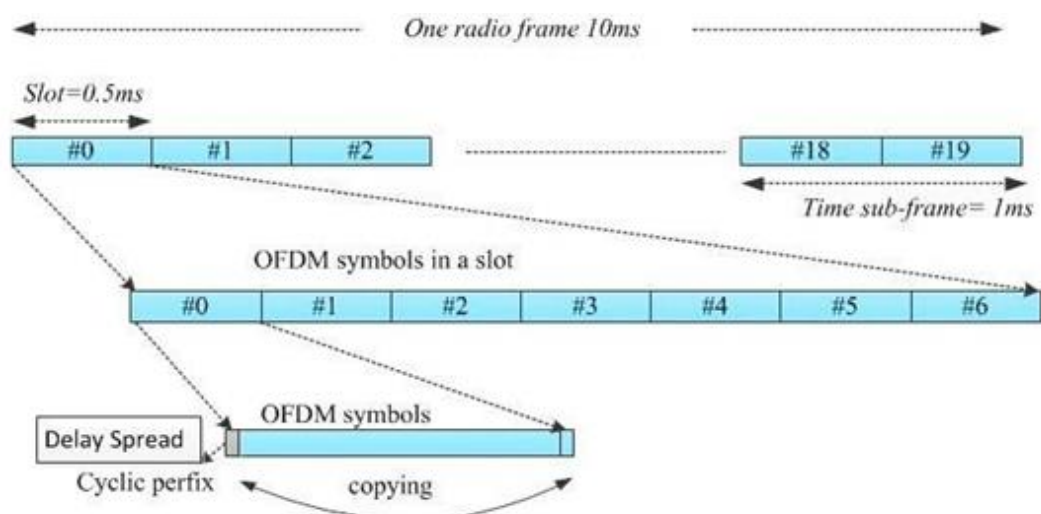 One radio frame 10ms
Slot=0.5ms
#0 #1 #2 #18 #19
Time sub-frame= 1ms
OFDM symbols in a slot
#0 #1 #2 #3 #4 #5 #6
OFDM symbols
Delay Spread
Cyclic perfix
copying